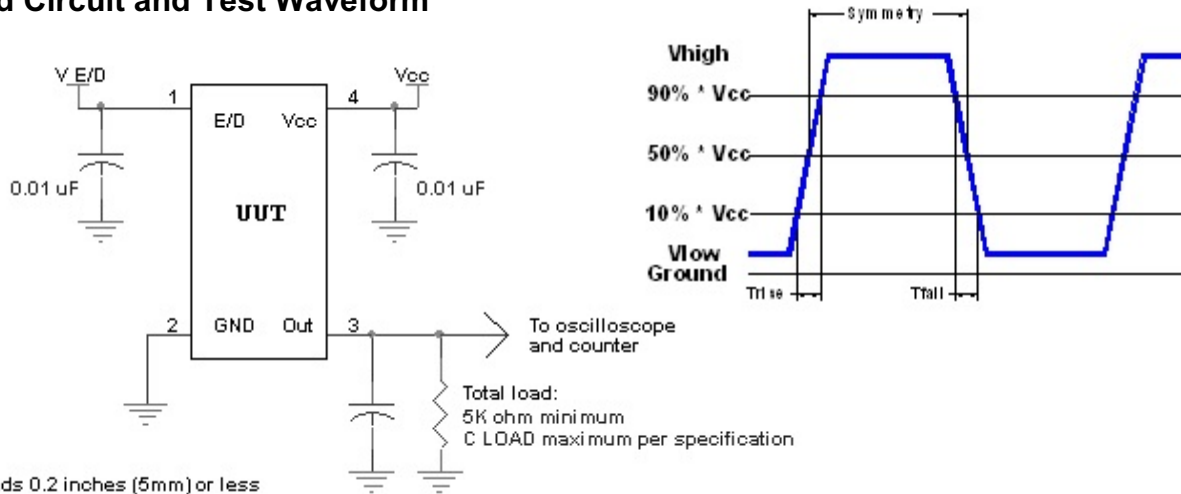 d Circuit and Test Waveform
V E/D
Vcc
1
4
E/D
Vcc
0.01 uF
0.01 uF
UUT
2
GND
Out
3
To oscilloscope
and counter
Total load:
5K ohm minimum
C LOAD maximum per specification
ds 0.2 inches (5mm) or less
Symmetry
Vhigh
90% * Vcc
50% * Vcc
10% * Vcc
Vlow
Ground
Trise
Tfall